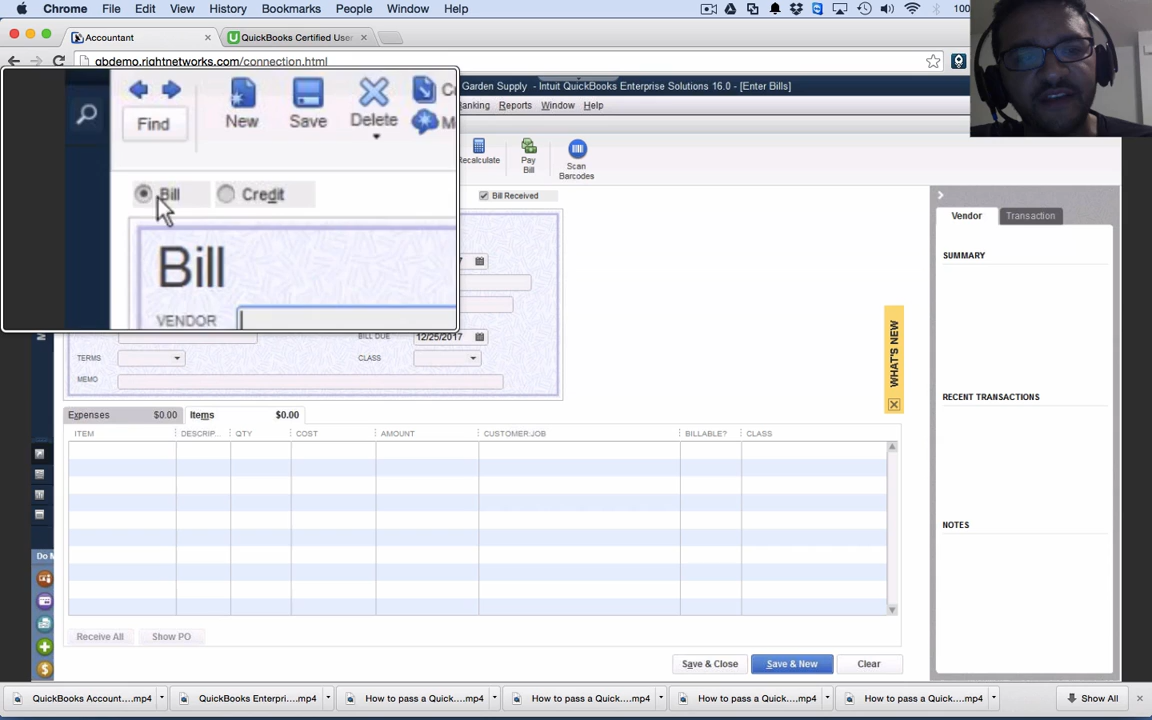 Chrome File Edit View History Bookmarks People Window Help
100
Accountant
QuickBooks Certified User
qbdemo.rightnetworks.com/connection.html
Garden Supply - Intuit QuickBooks Enterprise Solutions 16.0 - [Enter Bills]
anking Reports Window Help
Find New Save Delete
Recalculate Pay Bill Scan Barcodes
Bill Credit
Bill Received
Bill
VENDOR
BILL DUE 12/25/2017
TERMS CLASS
MEMO
Expenses $0.00 Items $0.00
ITEM DESCRIP... QTY COST AMOUNT CUSTOMER:JOB BILLABLE? CLASS
Receive All Show PO
Save & Close Save & New Clear
Vendor Transaction
SUMMARY
RECENT TRANSACTIONS
NOTES
WHAT'S NEW
Do M
QuickBooks Account....mp4 QuickBooks Enterpri....mp4 How to pass a Quick....mp4 How to pass a Quick....mp4 How to pass a Quick....mp4 How to pass a Quick....mp4 Show All